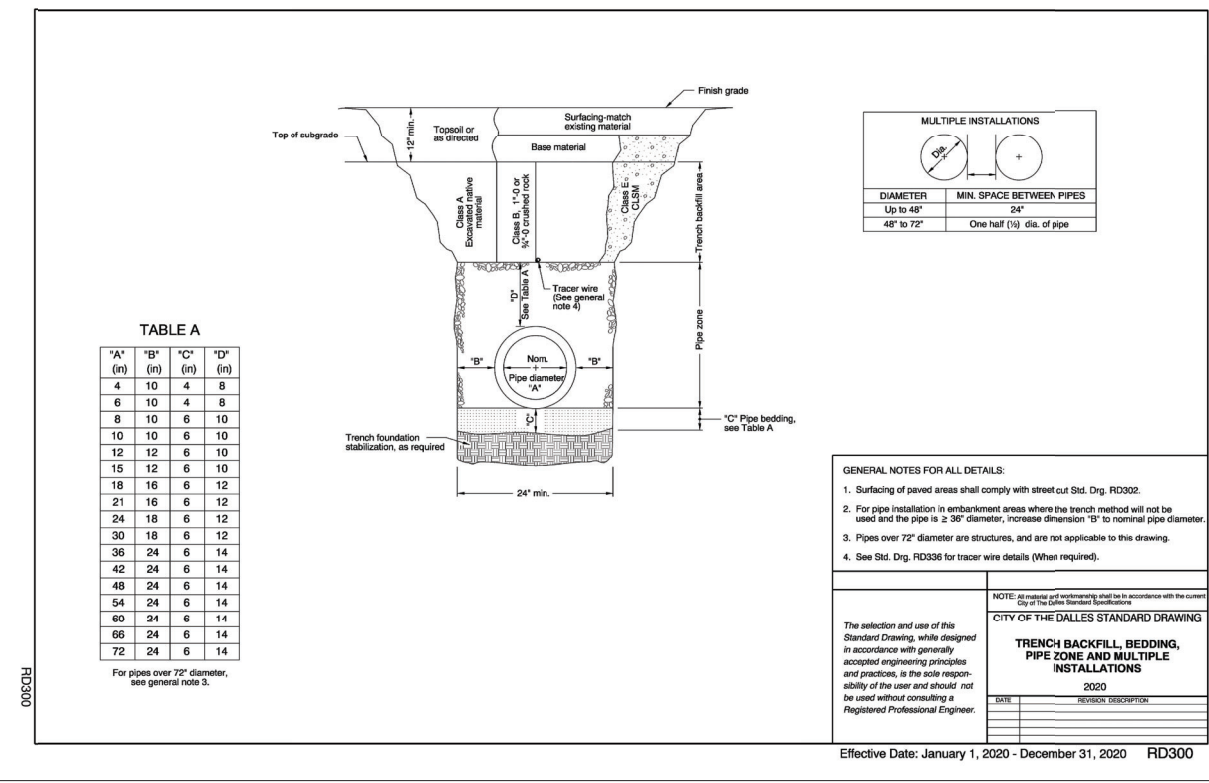 Finish grade
Surfacing-match
existing material
Top of subgrade
12"min.
Topsoil or
as directed
Base material
Class A
Excavated native
material
Class B, 1"-0 or
¾"-0 crushed rock
Class E
CLSM
Trench backfill area
"D"
See Table A
Tracer wire
(See general
note 4)
Pipe zone
"B"
Nom.
"B"
Pipe diameter
"A"
"C"
"C" Pipe bedding,
see Table A
Trench foundation
stabilization, as required
24" min.
MULTIPLE INSTALLATIONS
Dia.
DIAMETER MIN. SPACE BETWEEN PIPES
Up to 48" 24"
48" to 72" One half (½) dia. of pipe
TABLE A
"A" "B" "C" "D"
(in) (in) (in) (in)
4 10 4 8
6 10 4 8
8 10 6 10
10 10 6 10
12 12 6 10
15 12 6 10
18 16 6 12
21 16 6 12
24 18 6 12
30 18 6 12
36 24 6 14
42 24 6 14
48 24 6 14
54 24 6 14
60 24 6 14
66 24 6 14
72 24 6 14
For pipes over 72" diameter,
see general note 3.
GENERAL NOTES FOR ALL DETAILS:
1. Surfacing of paved areas shall comply with street cut Std. Drg. RD302.
2. For pipe installation in embankment areas where the trench method will not be
used and the pipe is ≥ 36" diameter, increase dimension "B" to nominal pipe diameter.
3. Pipes over 72" diameter are structures, and are not applicable to this drawing.
4. See Std. Drg. RD336 for tracer wire details (When required).
NOTE: All material and workmanship shall be in accordance with the current
City of The Dalles Standard Specifications
The selection and use of this
Standard Drawing, while designed
in accordance with generally
accepted engineering principles
and practices, is the sole respon-
sibility of the user and should not
be used without consulting a
Registered Professional Engineer.
CITY OF THE DALLES STANDARD DRAWING
TRENCH BACKFILL, BEDDING,
PIPE ZONE AND MULTIPLE
INSTALLATIONS
2020
DATE REVISION DESCRIPTION
Effective Date: January 1, 2020 - December 31, 2020 RD300
RD300